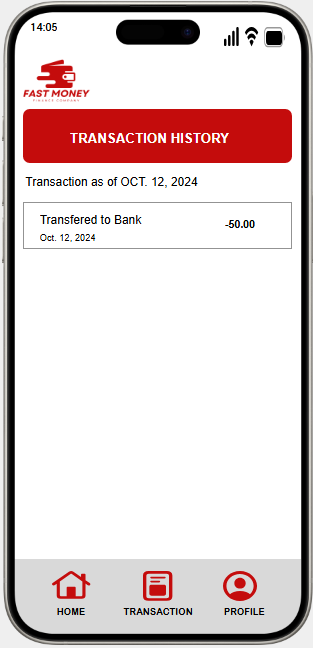 14:05
FAST MONEY
FINANCE COMPANY
TRANSACTION HISTORY
Transaction as of OCT. 12, 2024
Transfered to Bank
-50.00
Oct. 12, 2024
HOME
TRANSACTION
PROFILE